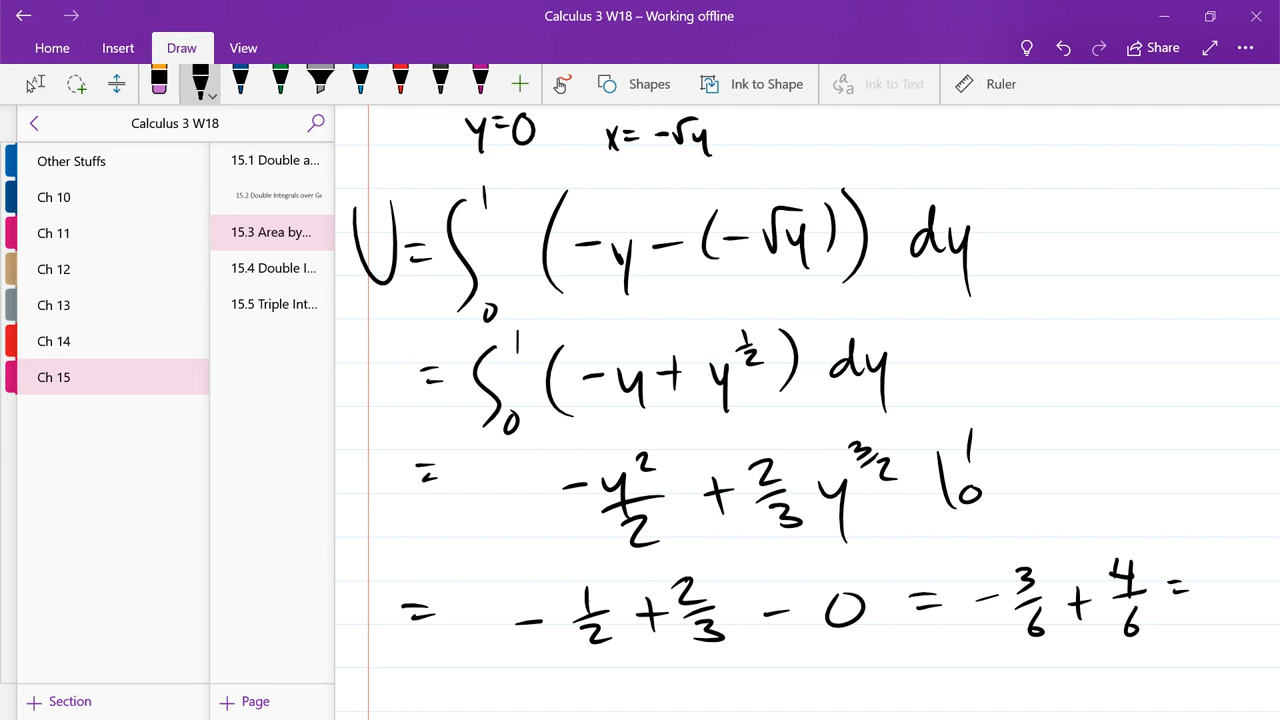 Calculus 3 W18 – Working offline
Home Insert Draw View
Share
Shapes Ink to Shape Ink to Text Ruler
Calculus 3 W18
Other Stuffs
Ch 10
Ch 11
Ch 12
Ch 13
Ch 14
Ch 15
15.1 Double a...
15.2 Double Integrals over Ge
15.3 Area by...
15.4 Double I...
15.5 Triple Int...
Section
Page
y=0 x= -√y
U= ∫₀¹ (-y-(-√y)) dy
= ∫₀¹ (-y+y^{1/2}) dy
= -y²/2 + 2/3 y^{3/2} |₀¹
= - 1/2 + 2/3 - 0 = - 3/6 + 4/6 =